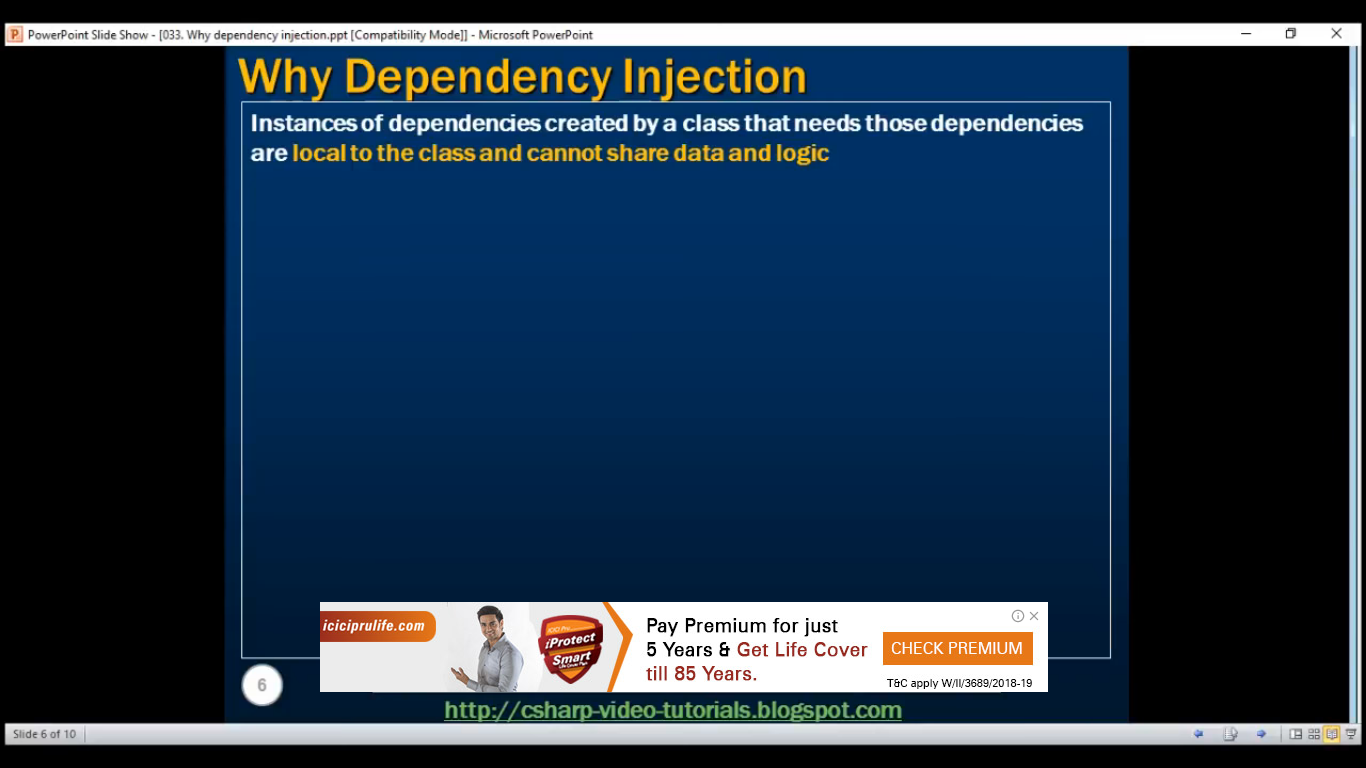 PowerPoint Slide Show - [033. Why dependency injection.ppt [Compatibility Mode]] - Microsoft PowerPoint
Why Dependency Injection
Instances of dependencies created by a class that needs those dependencies
are local to the class and cannot share data and logic
iciciprulife.com
ICICI Pru
iProtect
Smart
Pay Premium for just
5 Years & Get Life Cover
till 85 Years.
CHECK PREMIUM
T&C apply W/II/3689/2018-19
6
http://csharp-video-tutorials.blogspot.com
Slide 6 of 10